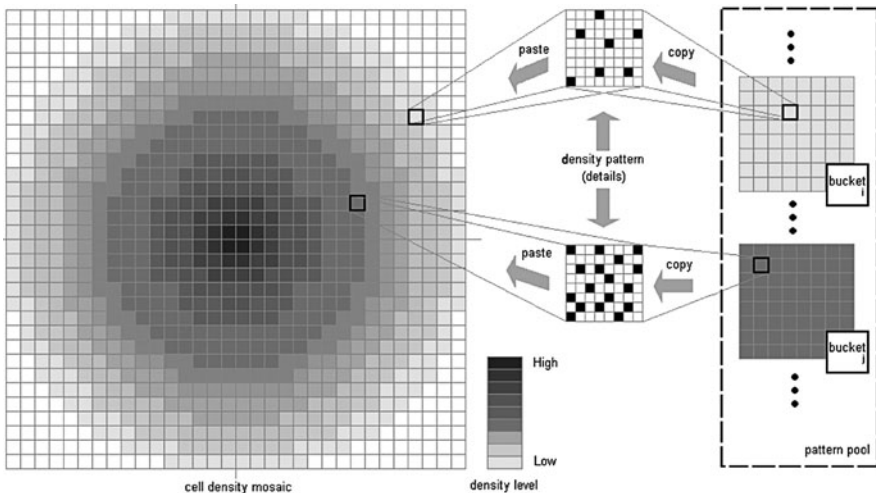 paste
copy
density pattern
(details)
bucket
i
paste
copy
bucket
j
High
Low
pattern pool
cell density mosaic
density level